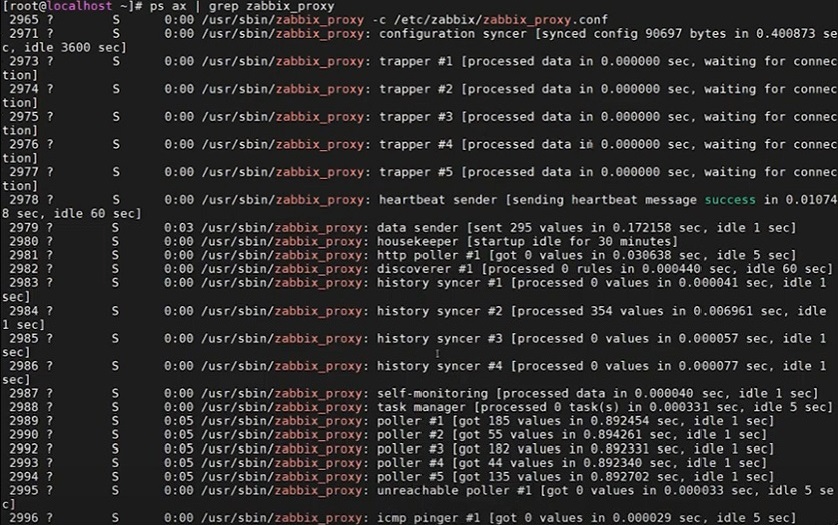 [root@localhost ~]# ps ax | grep zabbix_proxy
2965 ? S 0:00 /usr/sbin/zabbix_proxy -c /etc/zabbix/zabbix_proxy.conf
2971 ? S 0:00 /usr/sbin/zabbix_proxy: configuration syncer [synced config 90697 bytes in 0.400873 se
c, idle 3600 sec]
2973 ? S 0:00 /usr/sbin/zabbix_proxy: trapper #1 [processed data in 0.000000 sec, waiting for connec
tion]
2974 ? S 0:00 /usr/sbin/zabbix_proxy: trapper #2 [processed data in 0.000000 sec, waiting for connec
tion]
2975 ? S 0:00 /usr/sbin/zabbix_proxy: trapper #3 [processed data in 0.000000 sec, waiting for connec
tion]
2976 ? S 0:00 /usr/sbin/zabbix_proxy: trapper #4 [processed data in 0.000000 sec, waiting for connec
tion]
2977 ? S 0:00 /usr/sbin/zabbix_proxy: trapper #5 [processed data in 0.000000 sec, waiting for connec
tion]
2978 ? S 0:00 /usr/sbin/zabbix_proxy: heartbeat sender [sending heartbeat message success in 0.01074
8 sec, idle 60 sec]
2979 ? S 0:03 /usr/sbin/zabbix_proxy: data sender [sent 295 values in 0.172158 sec, idle 1 sec]
2980 ? S 0:00 /usr/sbin/zabbix_proxy: housekeeper [startup idle for 30 minutes]
2981 ? S 0:00 /usr/sbin/zabbix_proxy: http poller #1 [got 0 values in 0.030638 sec, idle 5 sec]
2982 ? S 0:00 /usr/sbin/zabbix_proxy: discoverer #1 [processed 0 rules in 0.000440 sec, idle 60 sec]
2983 ? S 0:00 /usr/sbin/zabbix_proxy: history syncer #1 [processed 0 values in 0.000041 sec, idle 1
sec]
2984 ? S 0:00 /usr/sbin/zabbix_proxy: history syncer #2 [processed 354 values in 0.006961 sec, idle
1 sec]
2985 ? S 0:00 /usr/sbin/zabbix_proxy: history syncer #3 [processed 0 values in 0.000057 sec, idle 1
sec]
2986 ? S 0:00 /usr/sbin/zabbix_proxy: history syncer #4 [processed 0 values in 0.000077 sec, idle 1
sec]
2987 ? S 0:00 /usr/sbin/zabbix_proxy: self-monitoring [processed data in 0.000040 sec, idle 1 sec]
2988 ? S 0:00 /usr/sbin/zabbix_proxy: task manager [processed 0 task(s) in 0.000331 sec, idle 5 sec]
2989 ? S 0:05 /usr/sbin/zabbix_proxy: poller #1 [got 185 values in 0.892454 sec, idle 1 sec]
2990 ? S 0:05 /usr/sbin/zabbix_proxy: poller #2 [got 55 values in 0.894261 sec, idle 1 sec]
2992 ? S 0:05 /usr/sbin/zabbix_proxy: poller #3 [got 182 values in 0.892331 sec, idle 1 sec]
2993 ? S 0:05 /usr/sbin/zabbix_proxy: poller #4 [got 44 values in 0.892340 sec, idle 1 sec]
2994 ? S 0:05 /usr/sbin/zabbix_proxy: poller #5 [got 135 values in 0.892702 sec, idle 1 sec]
2995 ? S 0:00 /usr/sbin/zabbix_proxy: unreachable poller #1 [got 0 values in 0.000033 sec, idle 5 se
c]
2996 ? S 0:00 /usr/sbin/zabbix_proxy: icmp pinger #1 [got 0 values in 0.000029 sec, idle 5 sec]